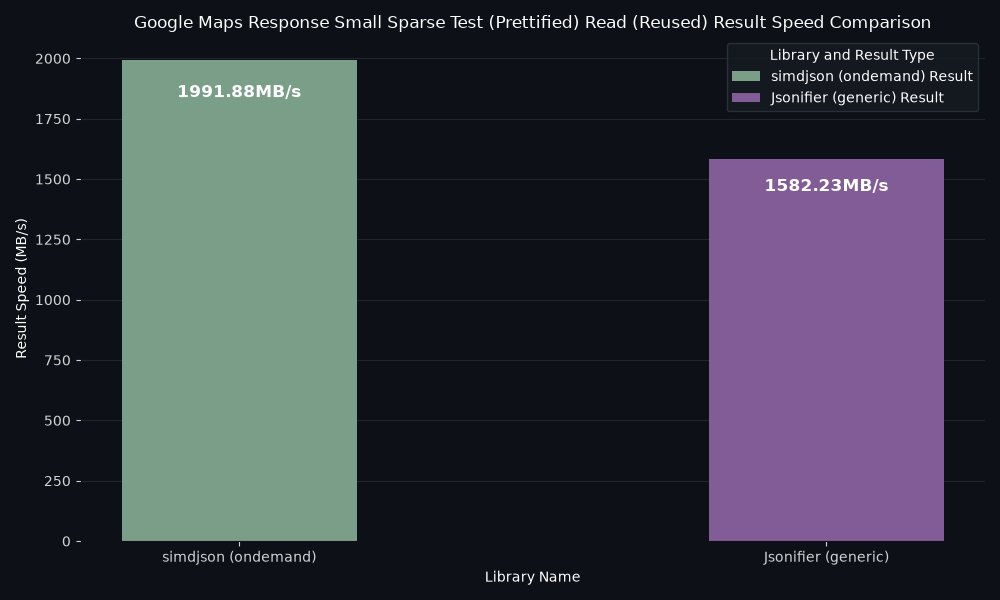 Google Maps Response Small Sparse Test (Prettified) Read (Reused) Result Speed Comparison
Library and Result Type
simdjson (ondemand) Result
Jsonifier (generic) Result
Result Speed (MB/s)
2000
1750
1500
1250
1000
750
500
250
0
1991.88MB/s
1582.23MB/s
simdjson (ondemand)
Jsonifier (generic)
Library Name